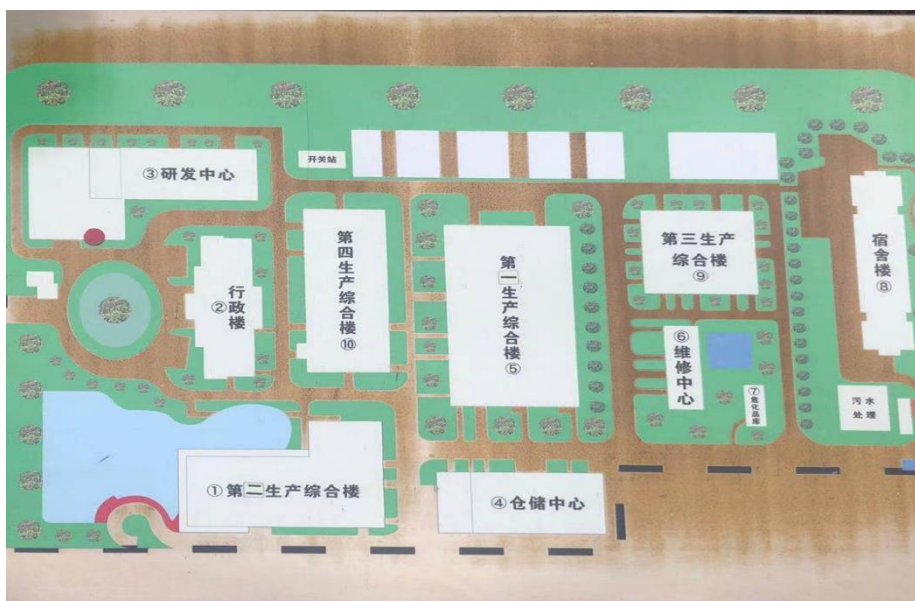 开关站
③研发中心
②行政楼
第四生产综合楼⑩
第一生产综合楼⑤
第三生产
综合楼
⑨
宿舍楼⑧
⑥维修中心
⑦危化品库
污水
处理
①第二生产综合楼
④仓储中心